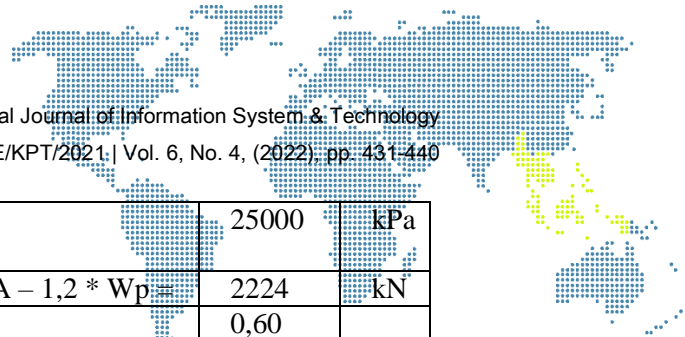 al Journal of Information System & Technology
E/KPT/2021 | Vol. 6, No. 4, (2022), pp. 431-440
25000 kPa
A – 1,2 * Wp = 2224 kN
0,60